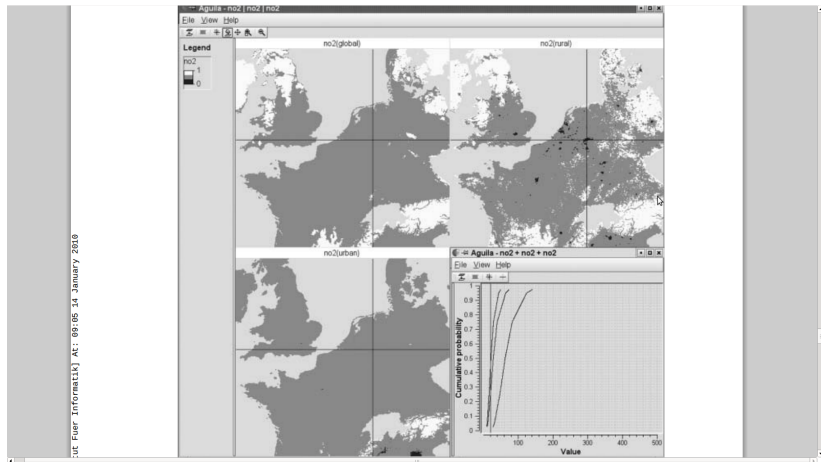 Aguila - no2 | no2 | no2
File View Help
Legend
no2
1
0
no2(global)
no2(rural)
no2(urban)
Aguila - no2 + no2 + no2
File View Help
Cumulative probability
1
0.9
0.8
0.7
0.6
0.5
0.4
0.3
0.2
0.1
0
100 200 300 400 500
Value
tut Fuer Informatik] At: 09:05 14 January 2010